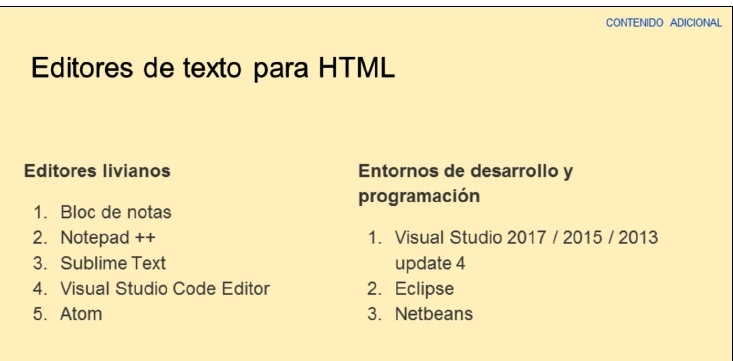 CONTENIDO ADICIONAL
Editores de texto para HTML
Editores livianos
1. Bloc de notas
2. Notepad ++
3. Sublime Text
4. Visual Studio Code Editor
5. Atom
Entornos de desarrollo y
programación
1. Visual Studio 2017 / 2015 / 2013
update 4
2. Eclipse
3. Netbeans